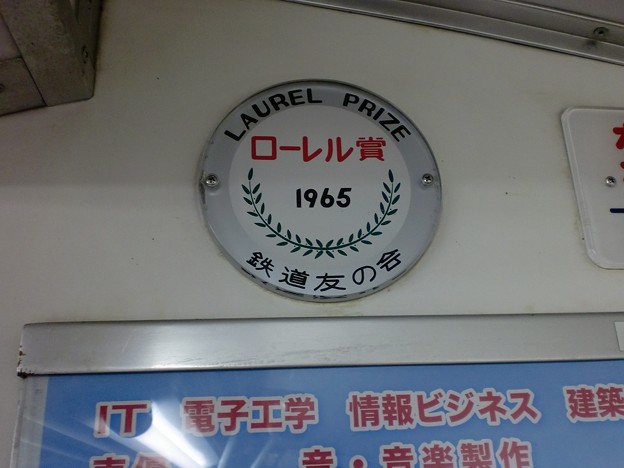 LAUREL PRIZE
ローレル賞
1965
鉄道友の会
IT 電子工学 情報ビジネス 建築
音・音楽製作